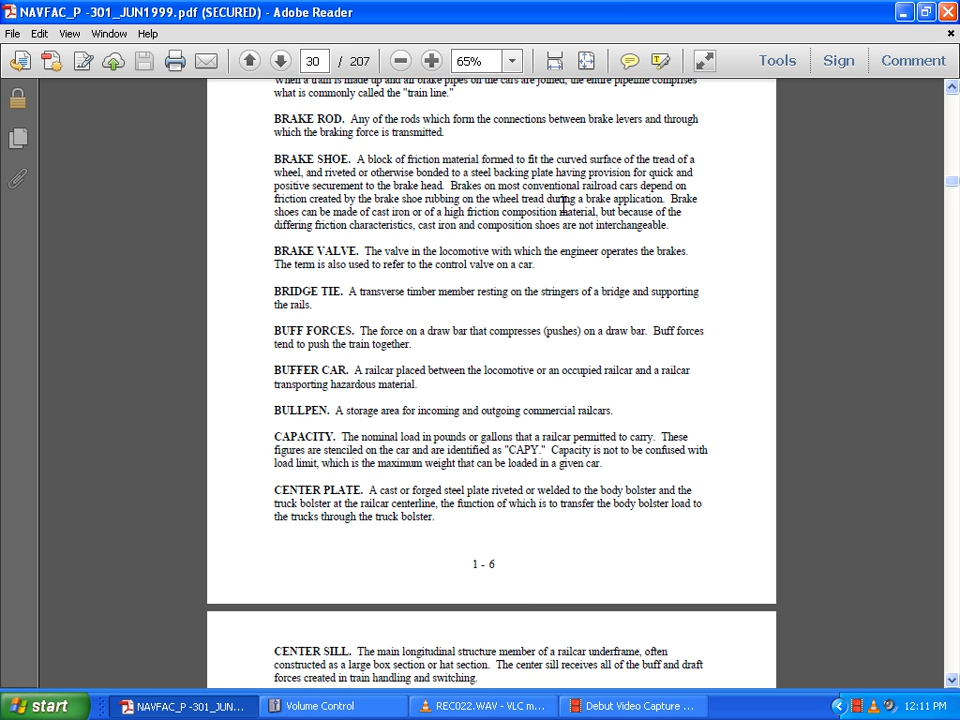 NAVFAC_P -301_JUN1999.pdf (SECURED) - Adobe Reader
File Edit View Window Help
30 / 207 65% Tools Sign Comment
When a train is made up and all brake pipes on the cars are joined, the entire pipeline comprises
what is commonly called the "train line."
BRAKE ROD. Any of the rods which form the connections between brake levers and through
which the braking force is transmitted.
BRAKE SHOE. A block of friction material formed to fit the curved surface of the tread of a
wheel, and riveted or otherwise bonded to a steel backing plate having provision for quick and
positive securement to the brake head. Brakes on most conventional railroad cars depend on
friction created by the brake shoe rubbing on the wheel tread during a brake application. Brake
shoes can be made of cast iron or of a high friction composition material, but because of the
differing friction characteristics, cast iron and composition shoes are not interchangeable.
BRAKE VALVE. The valve in the locomotive with which the engineer operates the brakes.
The term is also used to refer to the control valve on a car.
BRIDGE TIE. A transverse timber member resting on the stringers of a bridge and supporting
the rails.
BUFF FORCES. The force on a draw bar that compresses (pushes) on a draw bar. Buff forces
tend to push the train together.
BUFFER CAR. A railcar placed between the locomotive or an occupied railcar and a railcar
transporting hazardous material.
BULLPEN. A storage area for incoming and outgoing commercial railcars.
CAPACITY. The nominal load in pounds or gallons that a railcar permitted to carry. These
figures are stenciled on the car and are identified as "CAPY." Capacity is not to be confused with
load limit, which is the maximum weight that can be loaded in a given car.
CENTER PLATE. A cast or forged steel plate riveted or welded to the body bolster and the
truck bolster at the railcar centerline, the function of which is to transfer the body bolster load to
the trucks through the truck bolster.
1 - 6
CENTER SILL. The main longitudinal structure member of a railcar underframe, often
constructed as a large box section or hat section. The center sill receives all of the buff and draft
forces created in train handling and switching.
start NAVFAC_P -301_JUN... Volume Control REC022.WAV - VLC m... Debut Video Capture ... 12:11 PM